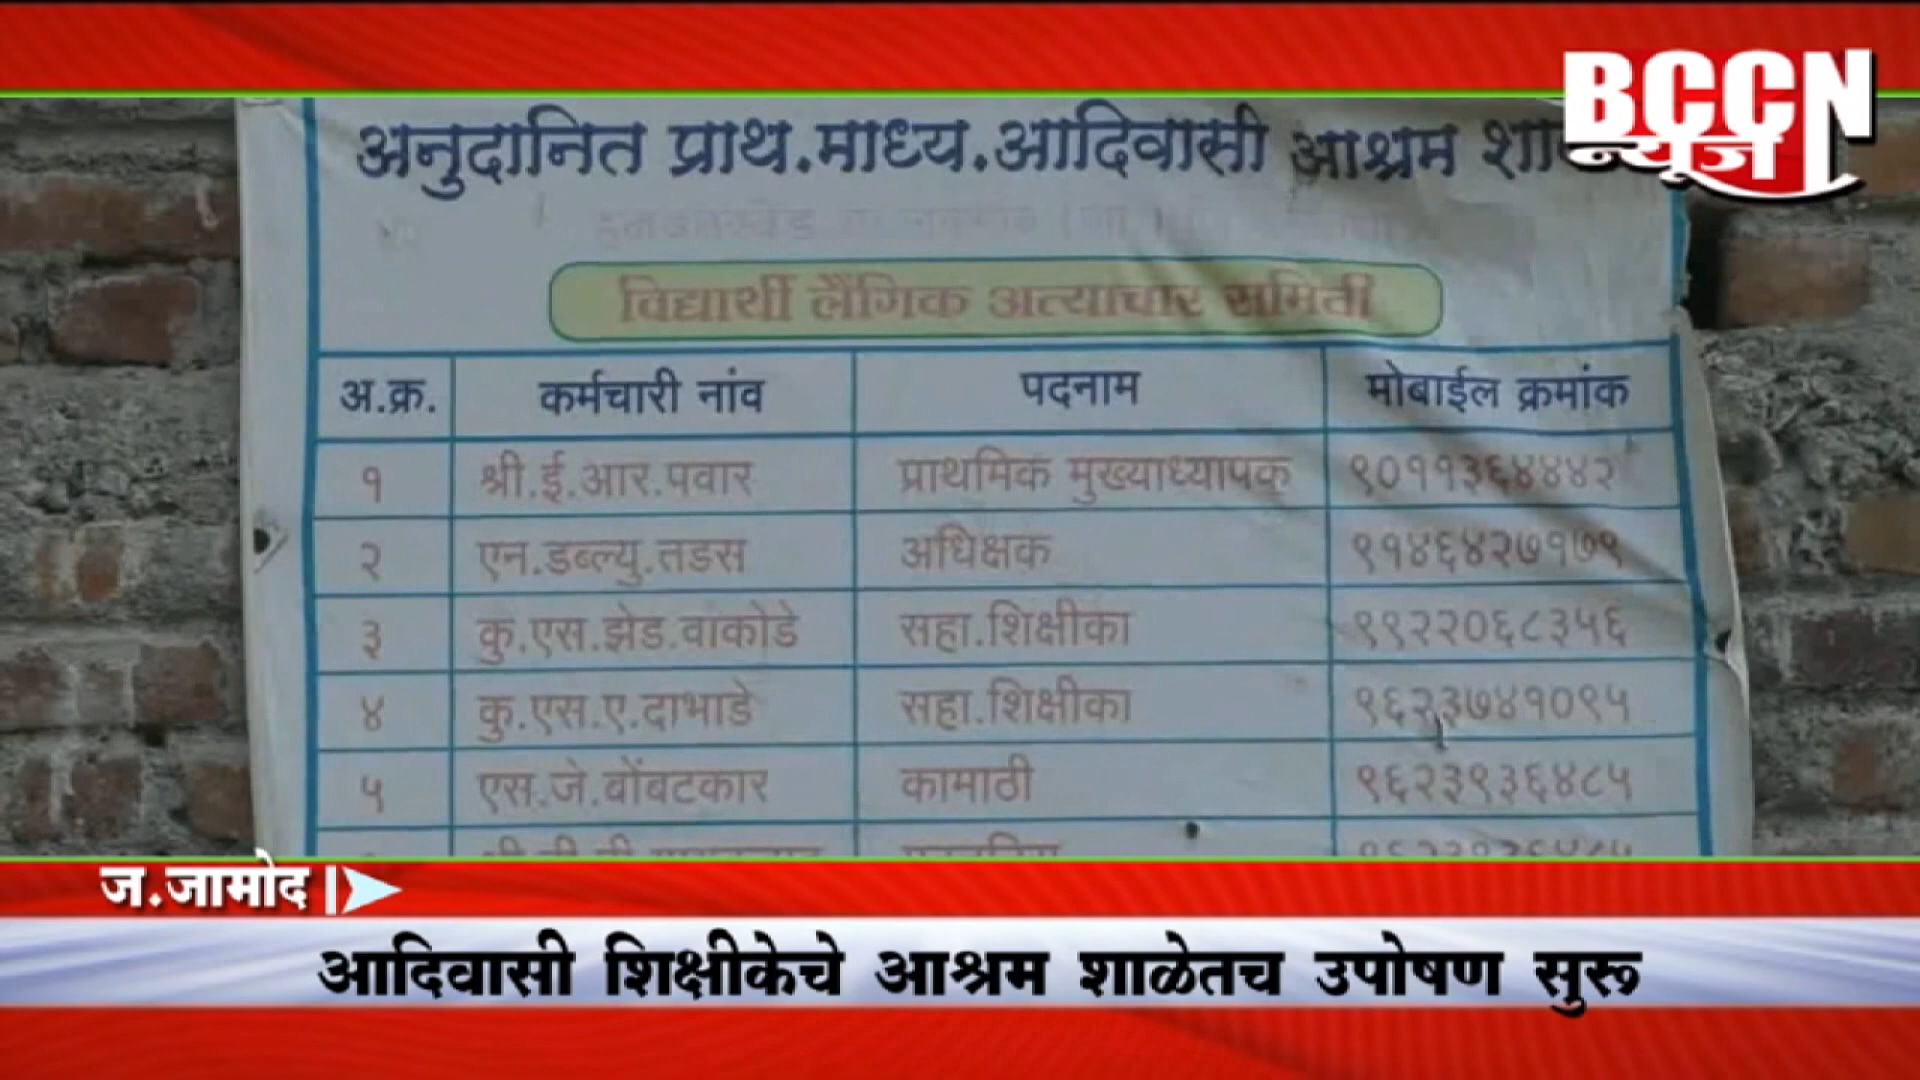 BCCN
न्यूज
अनुदानित प्राथ.माध्य.आदिवासी आश्रम
विद्यार्थी लैंगिक अत्याचार समिती
अ.क्र. कर्मचारी नांव पदनाम मोबाईल क्रमांक
१ श्री.ई.आर.पवार प्राथमिक मुख्याध्यापक ९०११३६४४४२
२ एन.डब्ल्यु.तडस अधिक्षक ९१४६४२७१७९
३ कु.एस.झेड.वाकोडे सहा.शिक्षीका ९९२२०६८३५६
४ कु.एस.ए.दाभाडे सहा.शिक्षीका ९६२३७४१०९५
५ एस.जे.बोंबटकार कामाठी ९६२३९३६४८५
ज.जामोद
आदिवासी शिक्षीकेचे आश्रम शाळेतच उपोषण सुरू